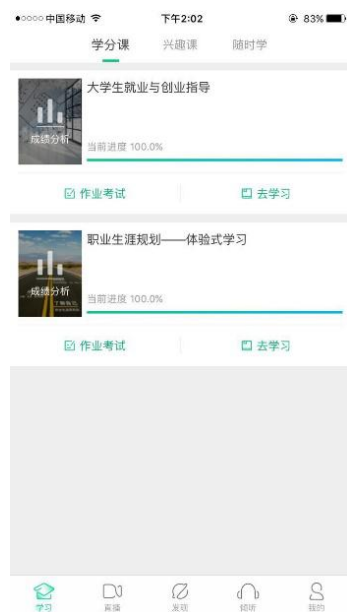 中国移动 下午2:02 83%
学分课 兴趣课 随时学
大学生就业与创业指导
成绩分析
当前进度 100.0%
作业考试 去学习
职业生涯规划——体验式学习
成绩分析
当前进度 100.0%
作业考试 去学习
学习 直播 发现 倾听 我的